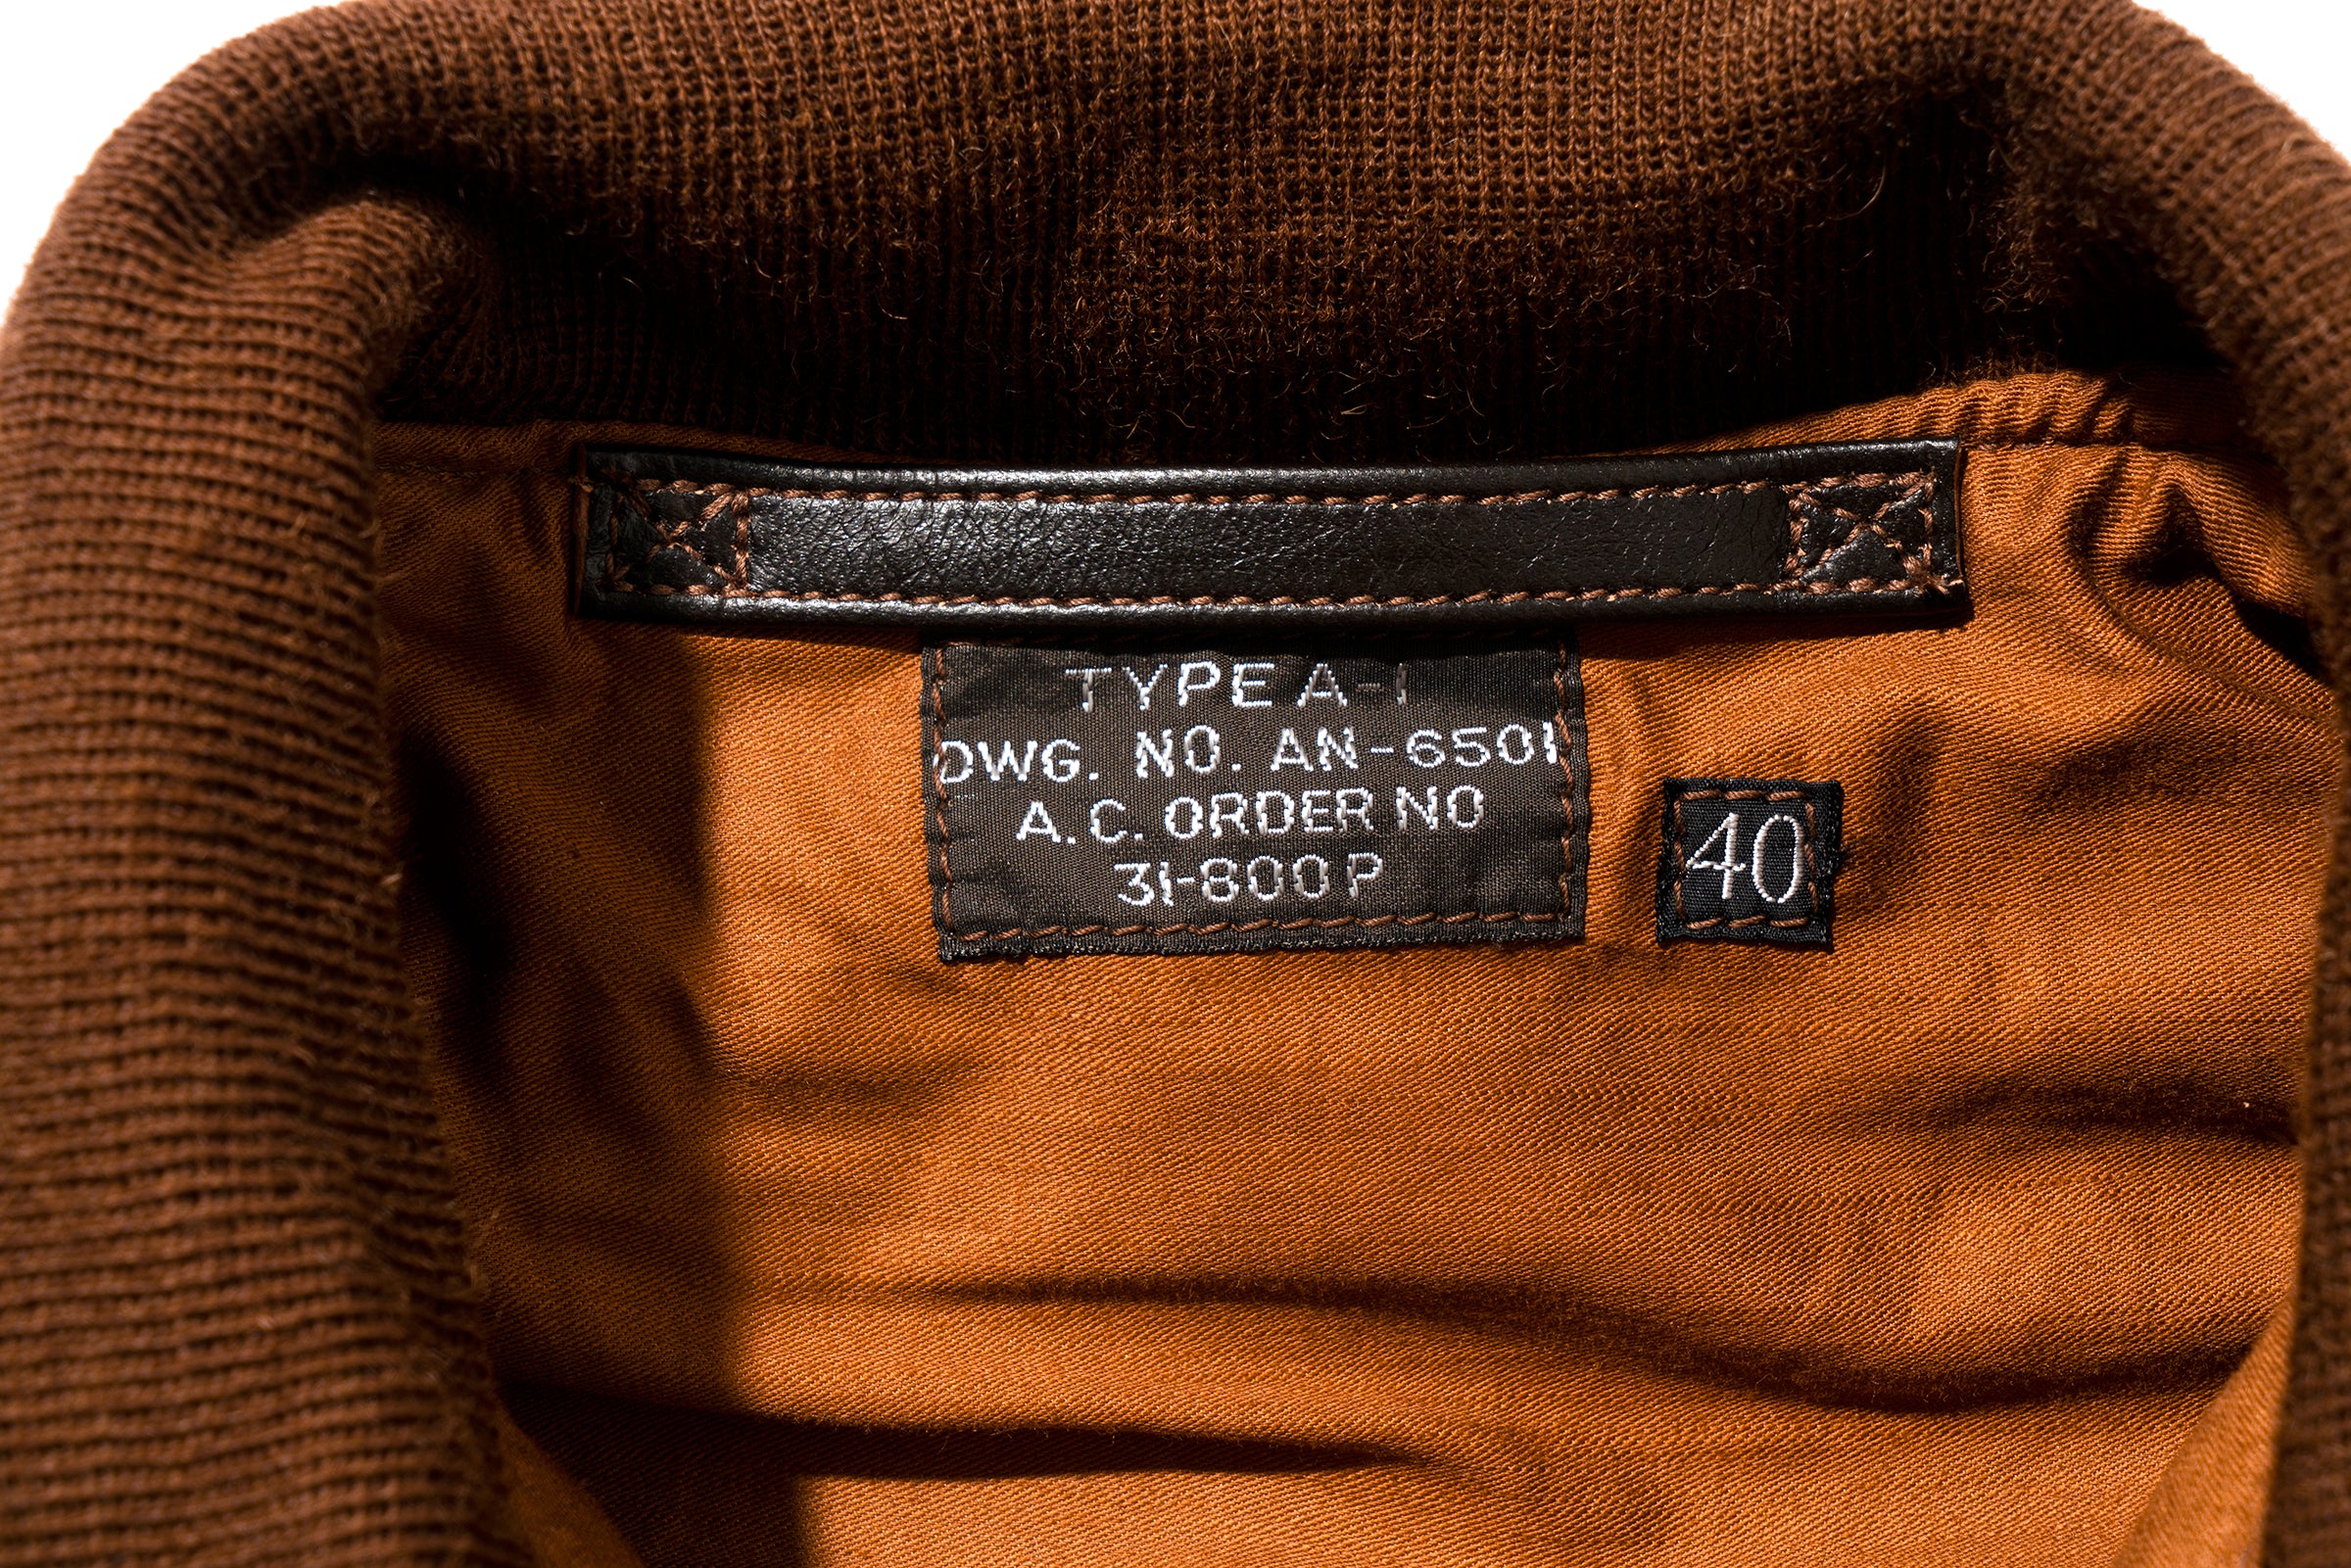 TYPE A-1
DWG. NO. AN-6501
A.C. ORDER NO
31-800P
40